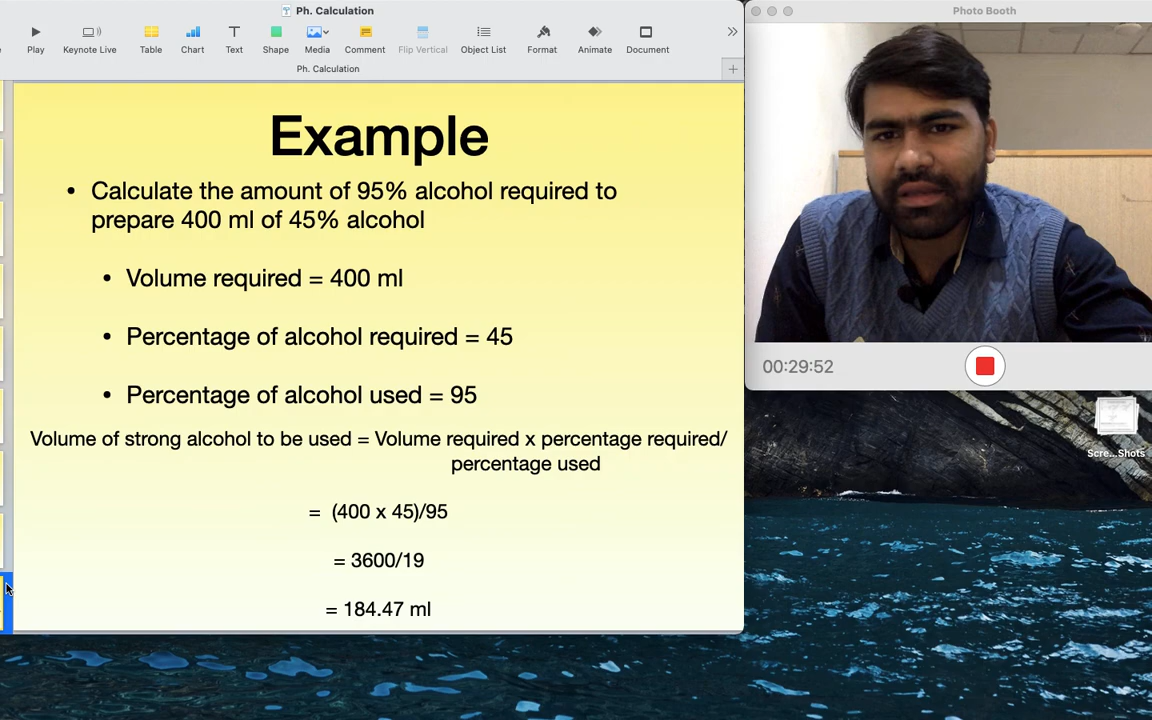 Ph. Calculation
Play
Keynote Live
Table
Chart
Text
Shape
Media
Comment
Flip Vertical
Object List
Format
Animate
Document
Ph. Calculation
Example
• Calculate the amount of 95% alcohol required to
prepare 400 ml of 45% alcohol
• Volume required = 400 ml
• Percentage of alcohol required = 45
• Percentage of alcohol used = 95
Volume of strong alcohol to be used = Volume required x percentage required/
percentage used
= (400 x 45)/95
= 3600/19
= 184.47 ml
Photo Booth
00:29:52
Scre...Shots